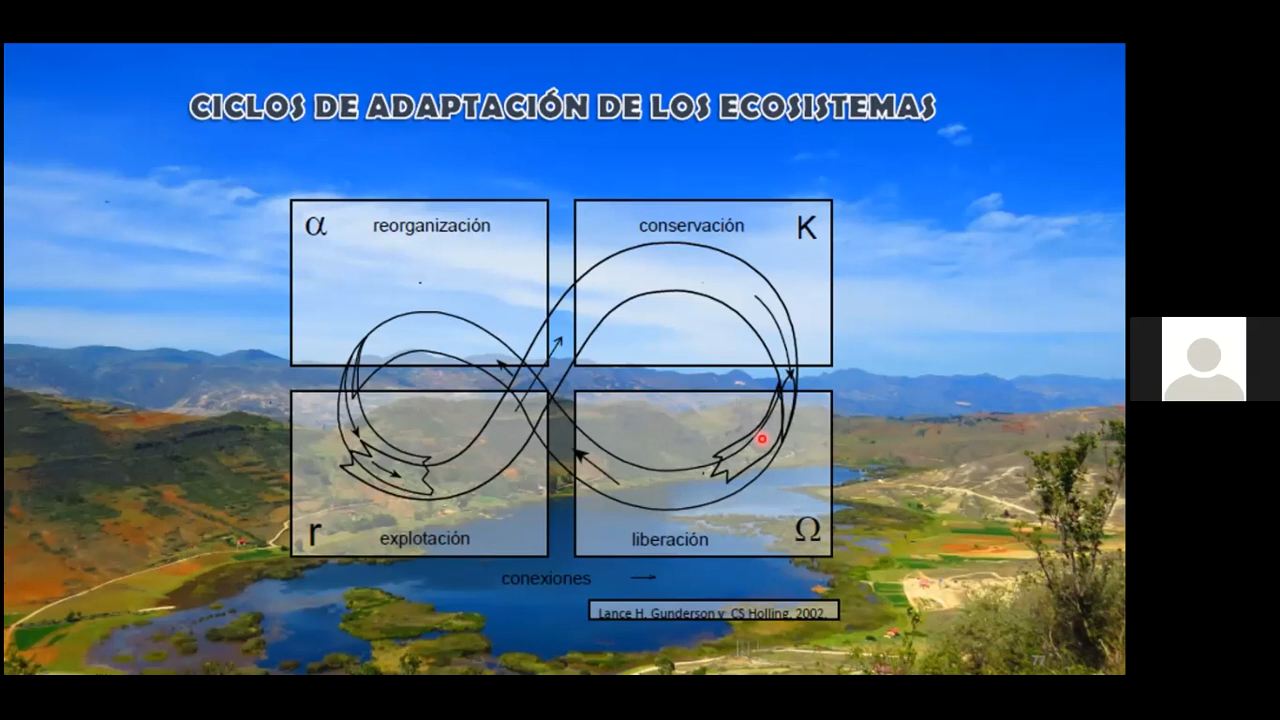 CICLOS DE ADAPTACIÓN DE LOS ECOSISTEMAS
α reorganización
conservación K
r explotación
liberación Ω
conexiones
Lance H. Gunderson y CS Holling, 2002.